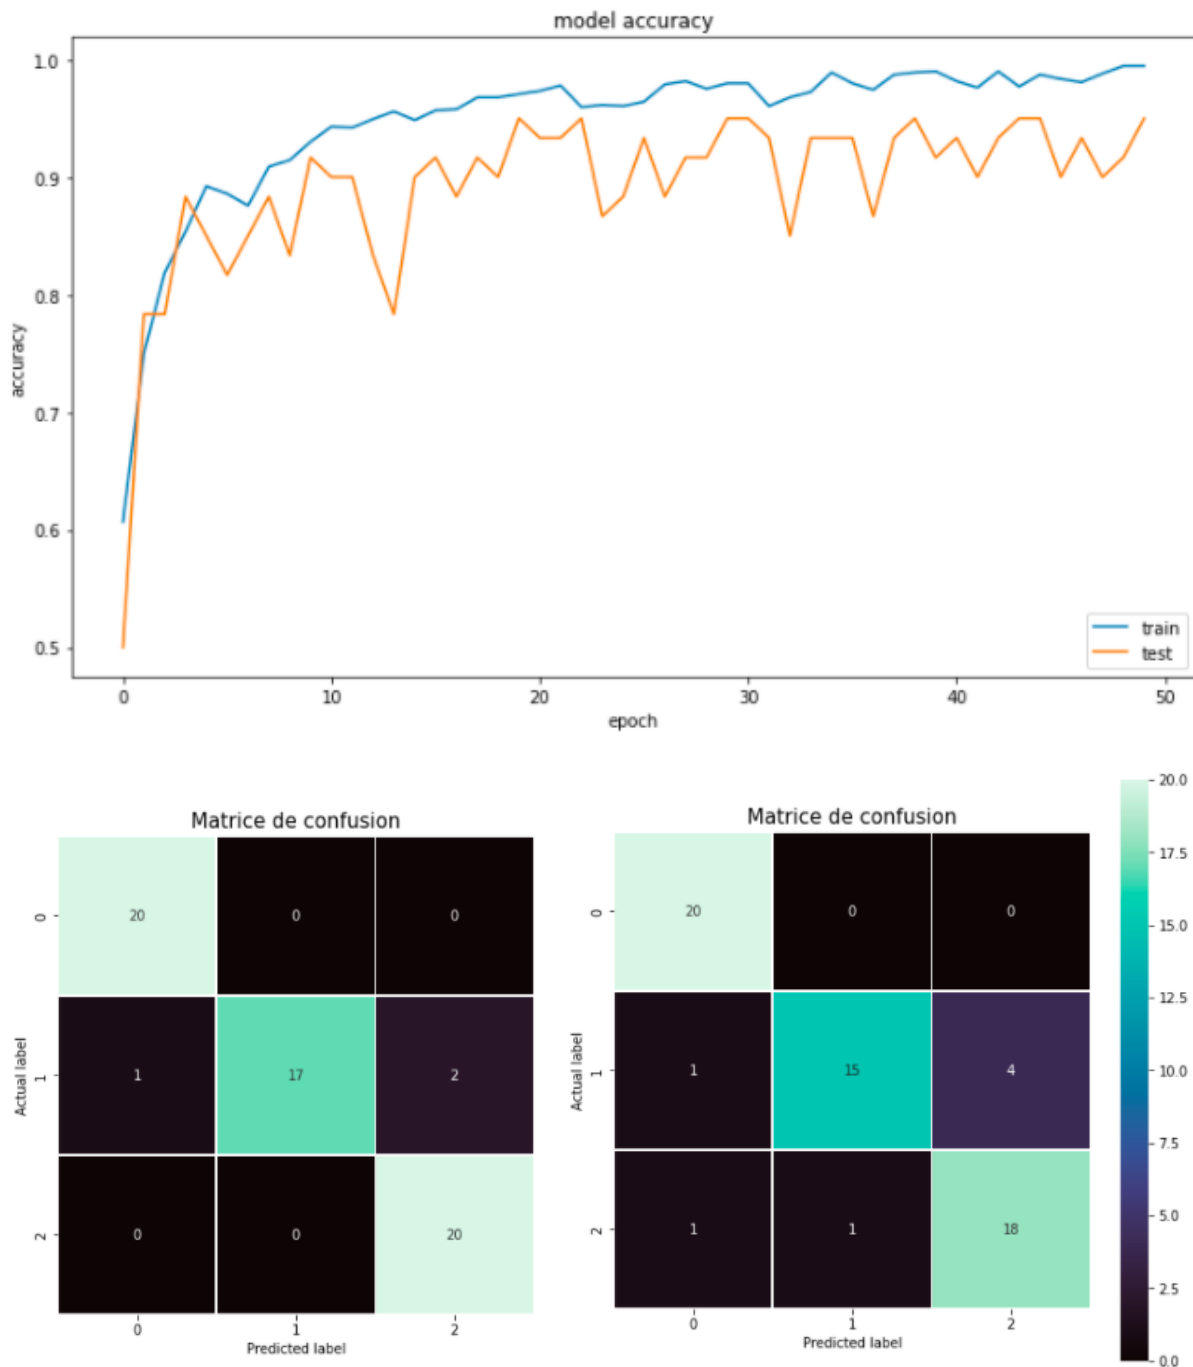 model accuracy
1.0
0.9
0.8
0.7
0.6
0.5
accuracy
0 10 20 30 40 50
epoch
train
test
Matrice de confusion
0
1
2
Actual label
20 0 0
1 17 2
0 0 20
0 1 2
Predicted label
Matrice de confusion
0
1
2
Actual label
20 0 0
1 15 4
1 1 18
0 1 2
Predicted label
20.0
17.5
15.0
12.5
10.0
7.5
5.0
2.5
0.0